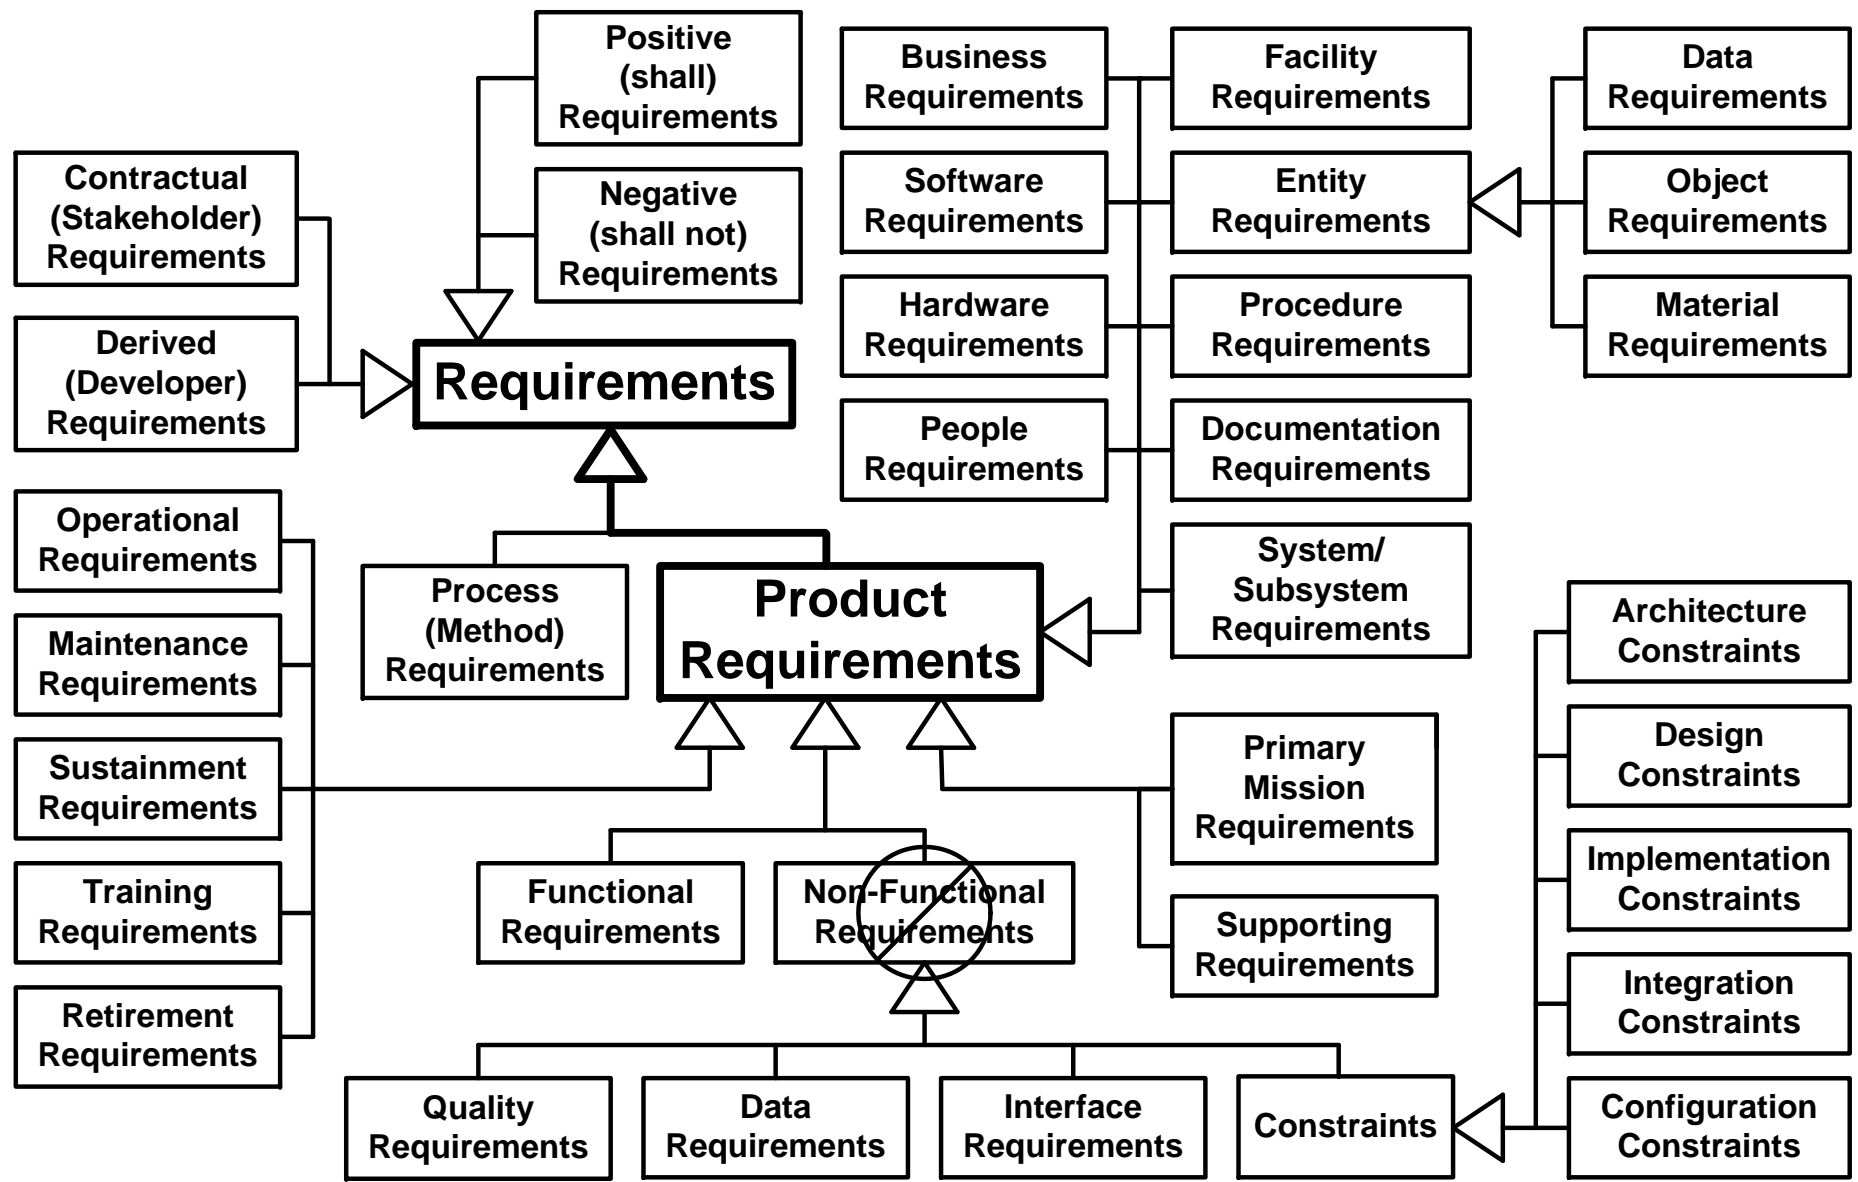 Positive
(shall)
Requirements
Negative
(shall not)
Requirements
Contractual
(Stakeholder)
Requirements
Derived
(Developer)
Requirements
Requirements
Business
Requirements
Facility
Requirements
Data
Requirements
Software
Requirements
Entity
Requirements
Object
Requirements
Hardware
Requirements
Procedure
Requirements
Material
Requirements
People
Requirements
Documentation
Requirements
System/
Subsystem
Requirements
Operational
Requirements
Maintenance
Requirements
Sustainment
Requirements
Training
Requirements
Retirement
Requirements
Process
(Method)
Requirements
Product
Requirements
Primary
Mission
Requirements
Supporting
Requirements
Functional
Requirements
Non-Functional
Requirements
Quality
Requirements
Data
Requirements
Interface
Requirements
Constraints
Architecture
Constraints
Design
Constraints
Implementation
Constraints
Integration
Constraints
Configuration
Constraints